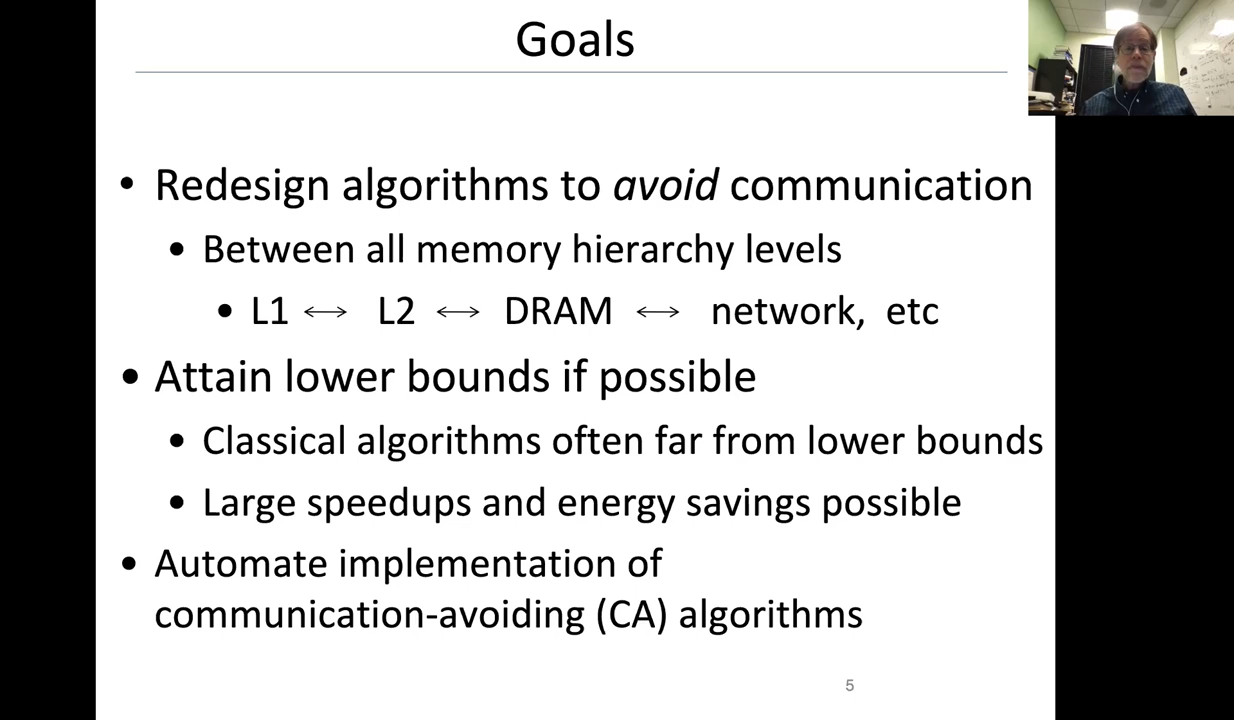 Goals
• Redesign algorithms to avoid communication
• Between all memory hierarchy levels
• L1 ↔ L2 ↔ DRAM ↔ network, etc
• Attain lower bounds if possible
• Classical algorithms often far from lower bounds
• Large speedups and energy savings possible
• Automate implementation of
communication-avoiding (CA) algorithms
5